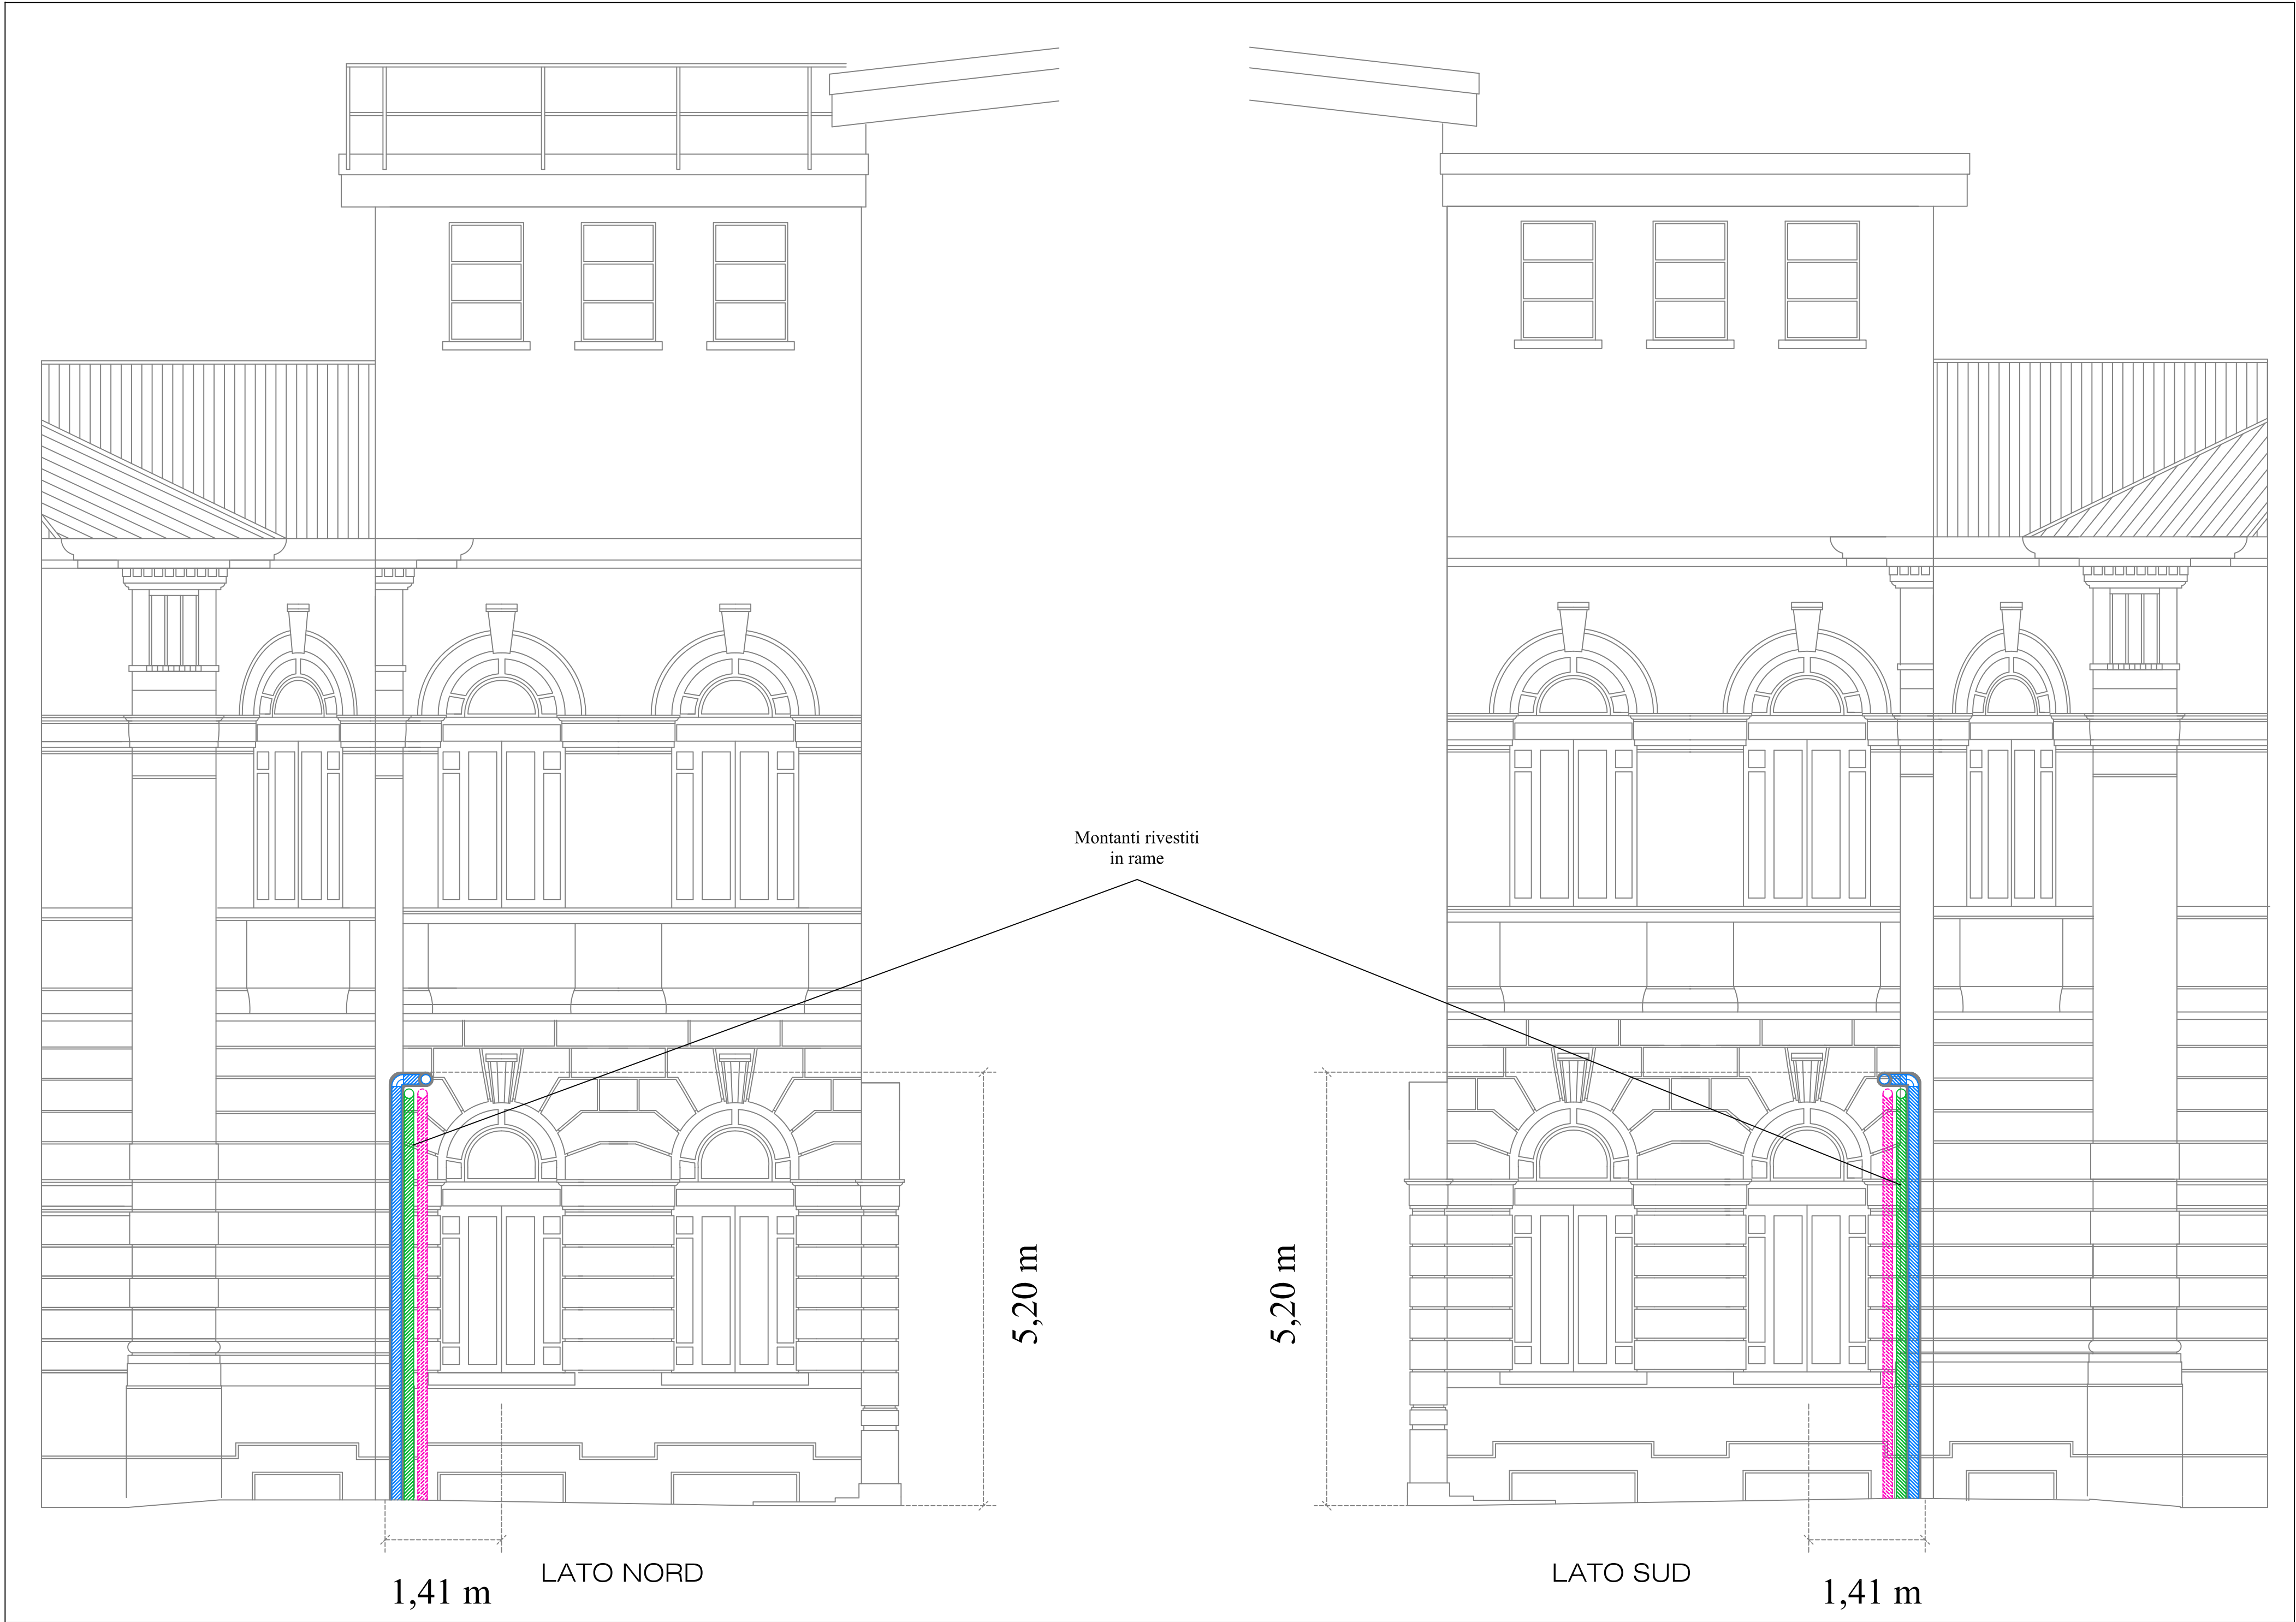 Montanti rivestiti
in rame
5,20 m
5,20 m
LATO NORD
LATO SUD
1,41 m
1,41 m